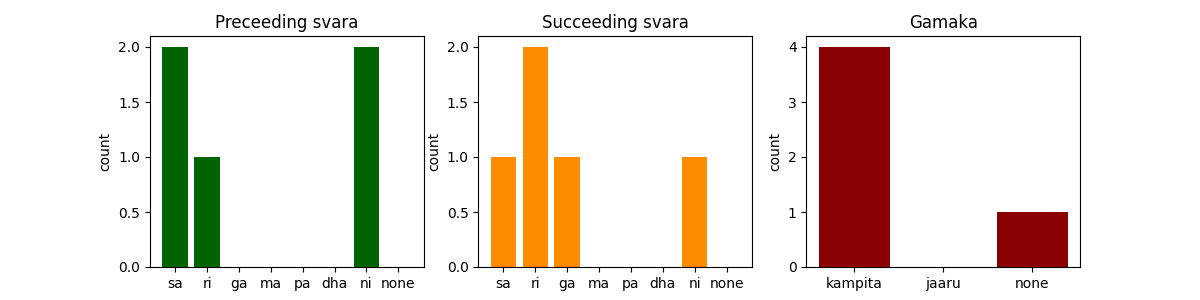 Preceeding svara
count
2.0
1.5
1.0
0.5
0.0
sa ri ga ma pa dha ni none
Succeeding svara
count
2.0
1.5
1.0
0.5
0.0
sa ri ga ma pa dha ni none
Gamaka
count
4
3
2
1
0
kampita jaaru none